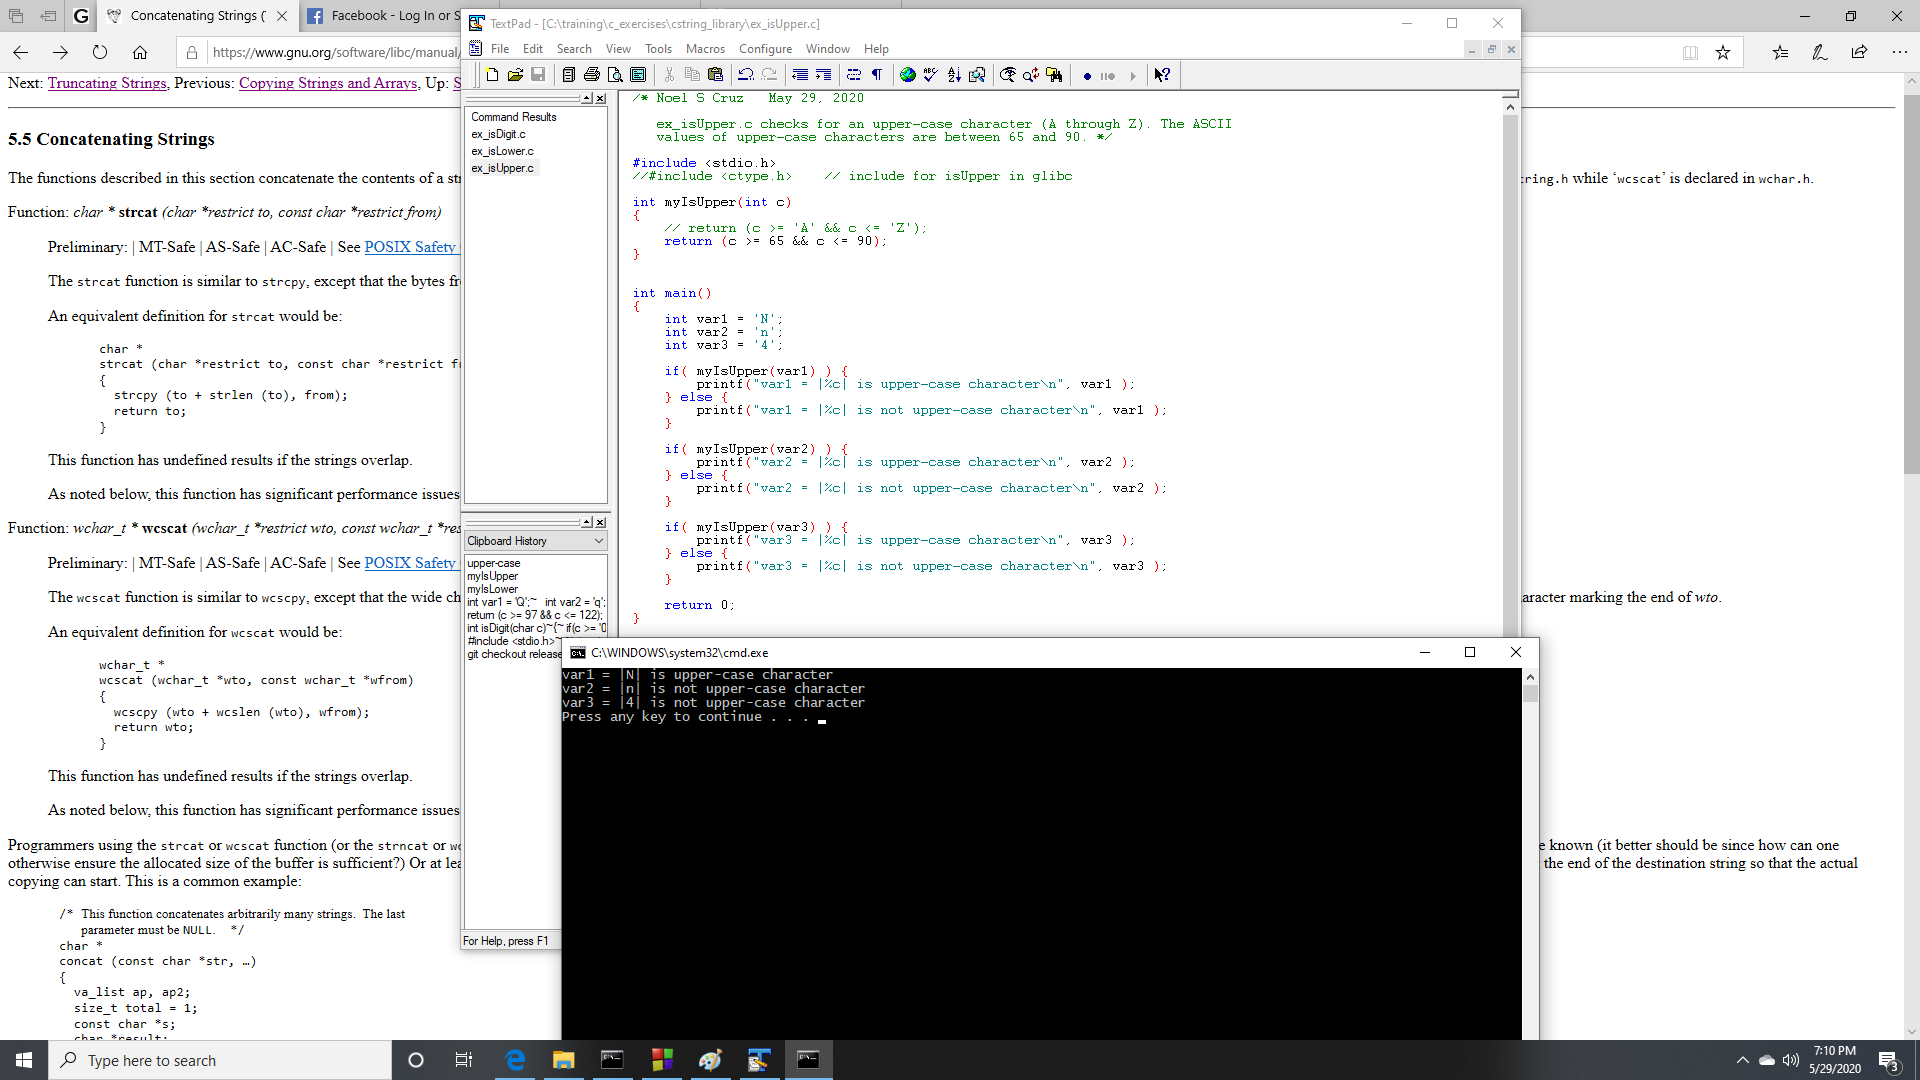 Concatenating Strings (
Facebook - Log In or S
https://www.gnu.org/software/libc/manual/
Next: Truncating Strings, Previous: Copying Strings and Arrays, Up: S
5.5 Concatenating Strings
The functions described in this section concatenate the contents of a st
tring.h while ‘wcscat’ is declared in wchar.h.
Function: char * strcat (char *restrict to, const char *restrict from)
Preliminary: | MT-Safe | AS-Safe | AC-Safe | See POSIX Safety
The strcat function is similar to strcpy, except that the bytes fr
An equivalent definition for strcat would be:
char *
strcat (char *restrict to, const char *restrict f
{
strcpy (to + strlen (to), from);
return to;
}
This function has undefined results if the strings overlap.
As noted below, this function has significant performance issues
Function: wchar_t * wcscat (wchar_t *restrict wto, const wchar_t *res
Preliminary: | MT-Safe | AS-Safe | AC-Safe | See POSIX Safety
The wcscat function is similar to wcscpy, except that the wide ch
aracter marking the end of wto.
An equivalent definition for wcscat would be:
wchar_t *
wcscat (wchar_t *wto, const wchar_t *wfrom)
{
wcscpy (wto + wcslen (wto), wfrom);
return wto;
}
This function has undefined results if the strings overlap.
As noted below, this function has significant performance issues
Programmers using the strcat or wcscat function (or the strncat or wc
e known (it better should be since how can one
otherwise ensure the allocated size of the buffer is sufficient?) Or at lea
the end of the destination string so that the actual
copying can start. This is a common example:
/* This function concatenates arbitrarily many strings. The last
parameter must be NULL. */
char *
concat (const char *str, …)
{
va_list ap, ap2;
size_t total = 1;
const char *s;
char *result;
TextPad - [C:\training\c_exercises\cstring_library\ex_isUpper.c]
File Edit Search View Tools Macros Configure Window Help
Command Results
ex_isDigit.c
ex_isLower.c
ex_isUpper.c
Clipboard History
upper-case
myIsUpper
myIsLower
int var1 = 'Q';~ int var2 = 'q';
return (c >= 97 && c <= 122);
int isDigit(char c)~{~ if(c >= '0
#include <stdio.h>~
git checkout release
For Help, press F1
/* Noel S Cruz May 29, 2020
ex_isUpper.c checks for an upper-case character (A through Z). The ASCII
values of upper-case characters are between 65 and 90. */
#include <stdio.h>
//#include <ctype.h> // include for isUpper in glibc
int myIsUpper(int c)
{
// return (c >= 'A' && c <= 'Z');
return (c >= 65 && c <= 90);
}
int main()
{
int var1 = 'N';
int var2 = 'n';
int var3 = '4';
if( myIsUpper(var1) ) {
printf("var1 = |%c| is upper-case character\n", var1 );
} else {
printf("var1 = |%c| is not upper-case character\n", var1 );
}
if( myIsUpper(var2) ) {
printf("var2 = |%c| is upper-case character\n", var2 );
} else {
printf("var2 = |%c| is not upper-case character\n", var2 );
}
if( myIsUpper(var3) ) {
printf("var3 = |%c| is upper-case character\n", var3 );
} else {
printf("var3 = |%c| is not upper-case character\n", var3 );
}
return 0;
}
C:\WINDOWS\system32\cmd.exe
var1 = |N| is upper-case character
var2 = |n| is not upper-case character
var3 = |4| is not upper-case character
Press any key to continue . . .
Type here to search
7:10 PM
5/29/2020
3